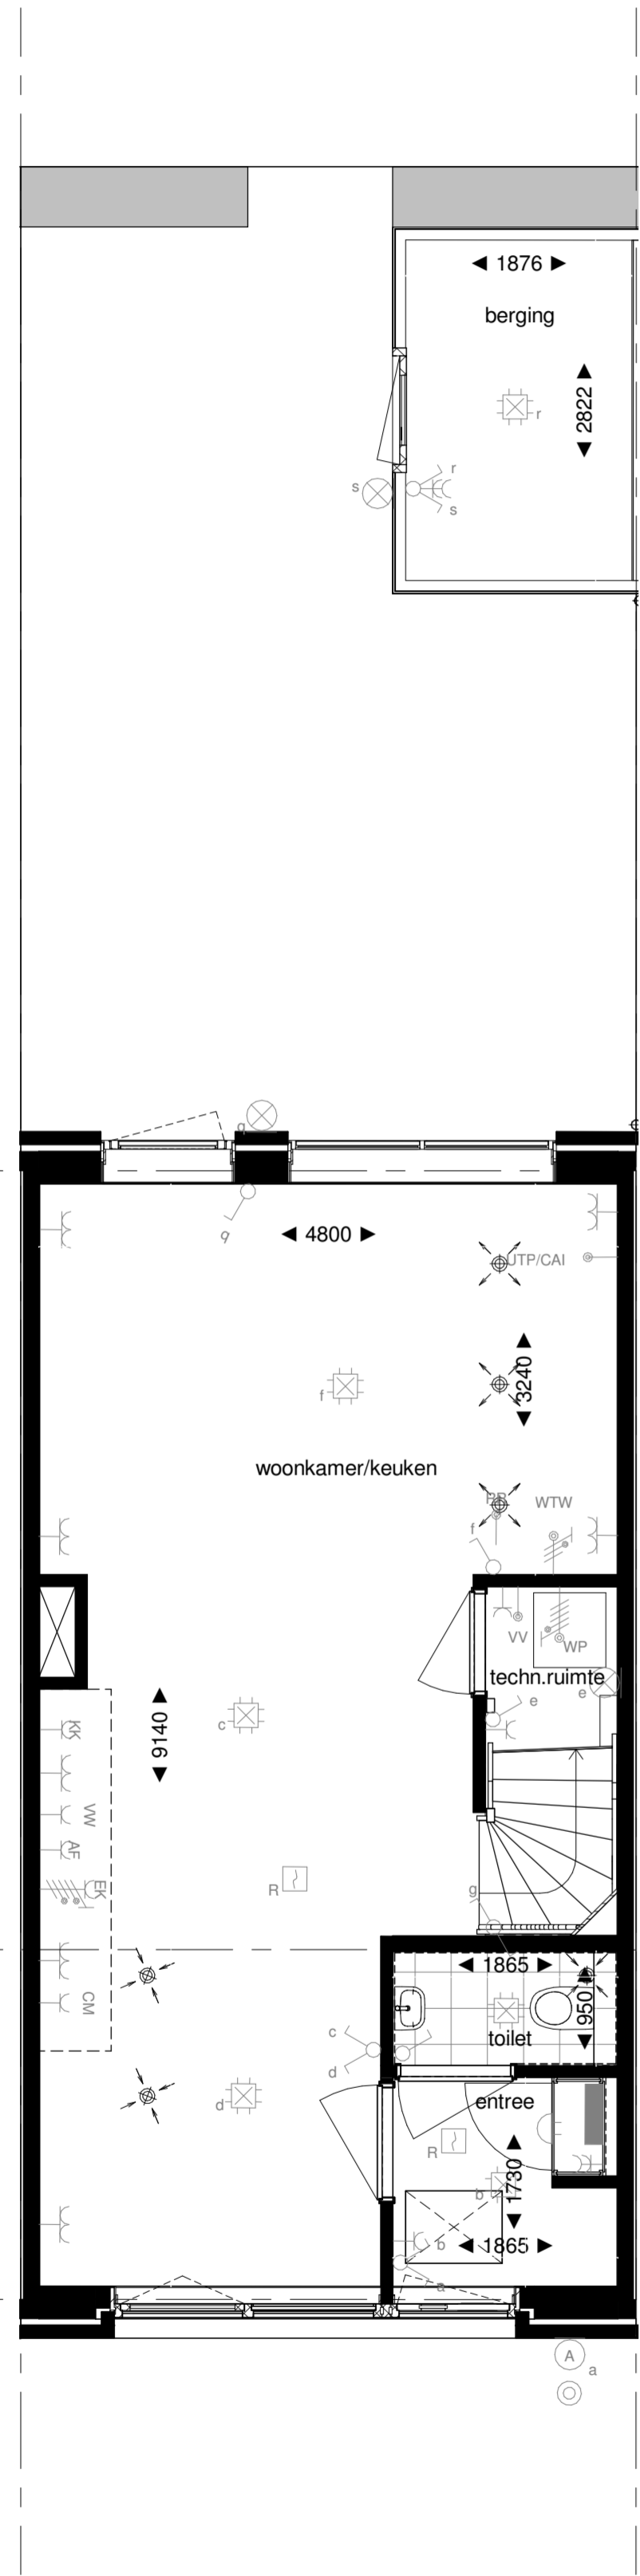 ◄ 1876 ►
berging
◄ 2822 ►
r
s
r
s
q
q
◄ 4800 ►
UTP/CAI
◄ 3240 ►
f
woonkamer/keuken
WTW
f
VV
WP
techn.ruimte
e
e
c
KK
◄ 9140 ►
VW
AF
EK
R
g
◄ 1865 ►
◄ 950 ►
CM
toilet
c
d
d
entree
R
◄ 1730 ►
b
b
◄ 1865 ►
a
A
a